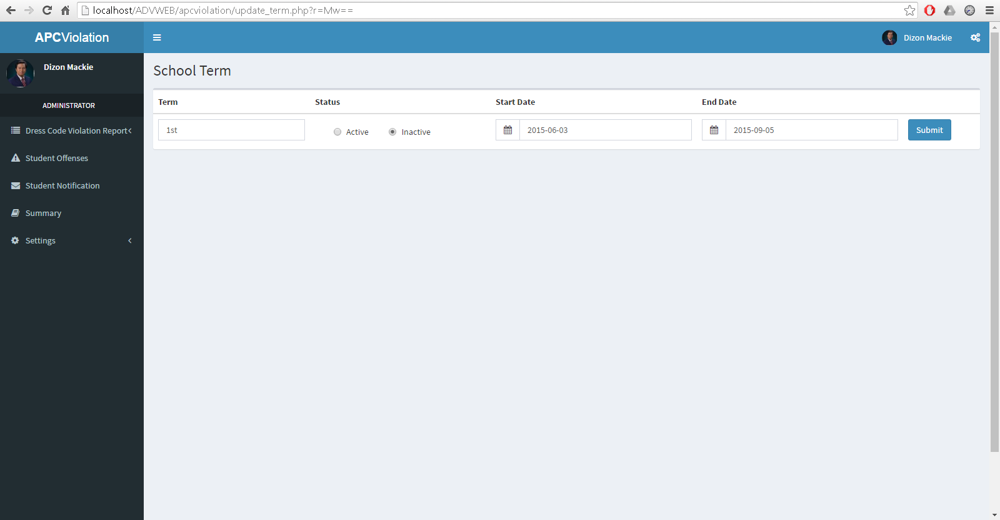 localhost/ADVWEB/apcviolation/update_term.php?r=Mw==
APCViolation
Dizon Mackie
Dizon Mackie
ADMINISTRATOR
Dress Code Violation Report
Student Offenses
Student Notification
Summary
Settings
School Term
Term Status Start Date End Date
1st Active Inactive 2015-06-03 2015-09-05 Submit